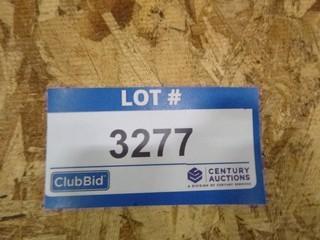 LOT #
3277
ClubBid
CENTURY
AUCTIONS
A DIVISION OF CENTURY SERVICES